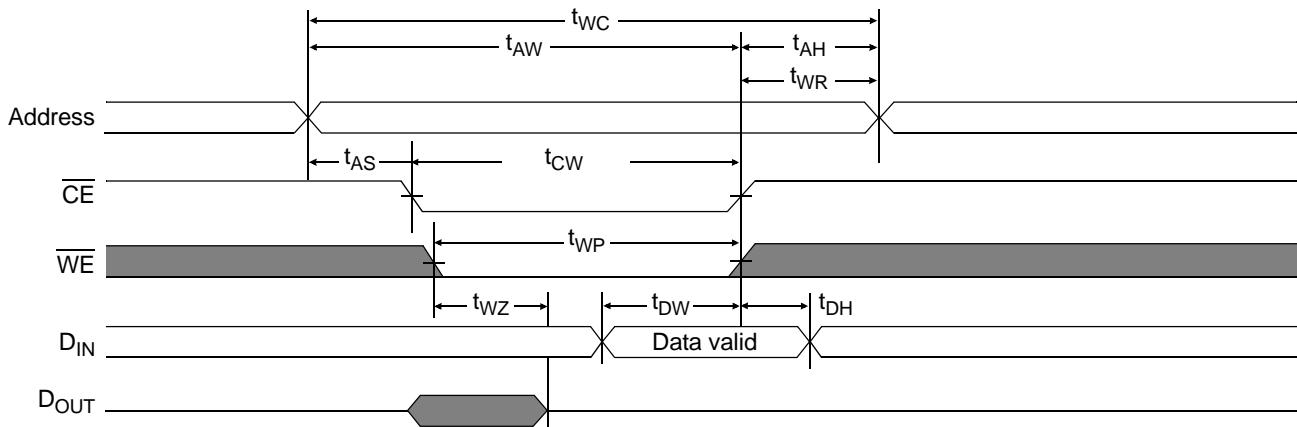 tWC
tAW tAH
tWR
Address
tAS tCW
CE
tWP
WE
tWZ tDW tDH
DIN Data valid
DOUT